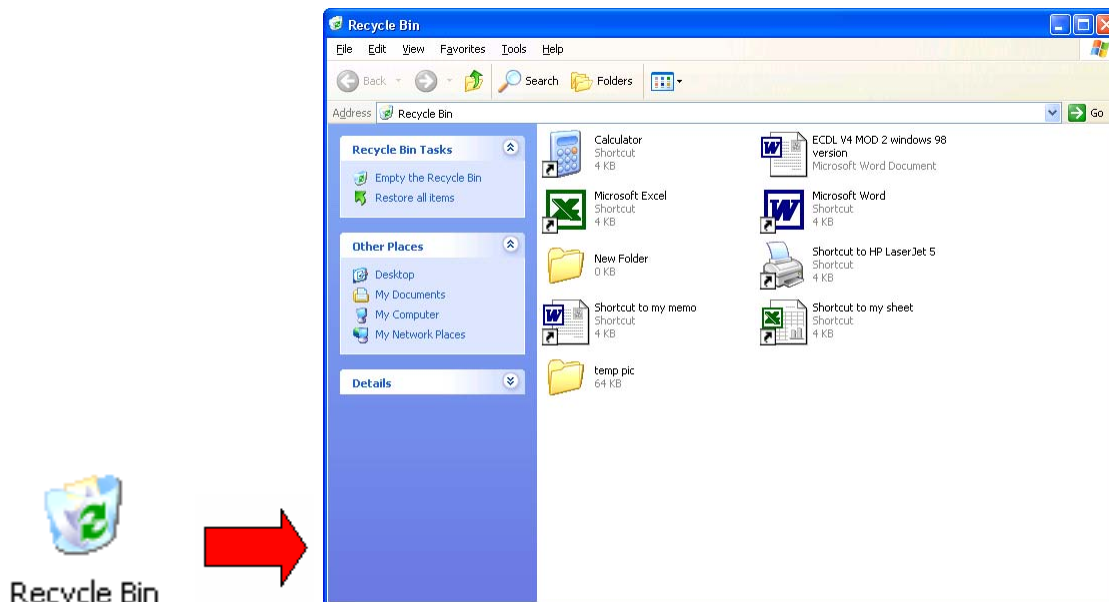 Recycle Bin
File Edit View Favorites Tools Help
Back Search Folders
Address Recycle Bin Go
Recycle Bin Tasks
Empty the Recycle Bin
Restore all items
Other Places
Desktop
My Documents
My Computer
My Network Places
Details
Calculator
Shortcut
4 KB
ECDL V4 MOD 2 windows 98
version
Microsoft Word Document
Microsoft Excel
Shortcut
4 KB
Microsoft Word
Shortcut
4 KB
New Folder
0 KB
Shortcut to HP LaserJet 5
Shortcut
4 KB
Shortcut to my memo
Shortcut
4 KB
Shortcut to my sheet
Shortcut
4 KB
temp pic
64 KB
Recycle Bin